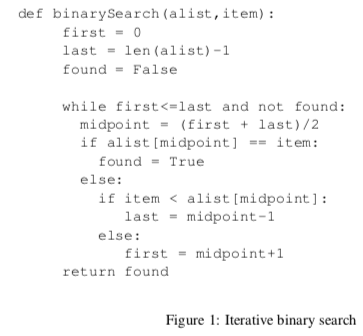 def binarySearch(alist,item):
first = 0
last = len(alist)-1
found = False
while first<=last and not found:
midpoint = (first + last)/2
if alist[midpoint] == item:
found = True
else:
if item < alist[midpoint]:
last = midpoint-1
else:
first = midpoint+1
return found
Figure 1: Iterative binary search